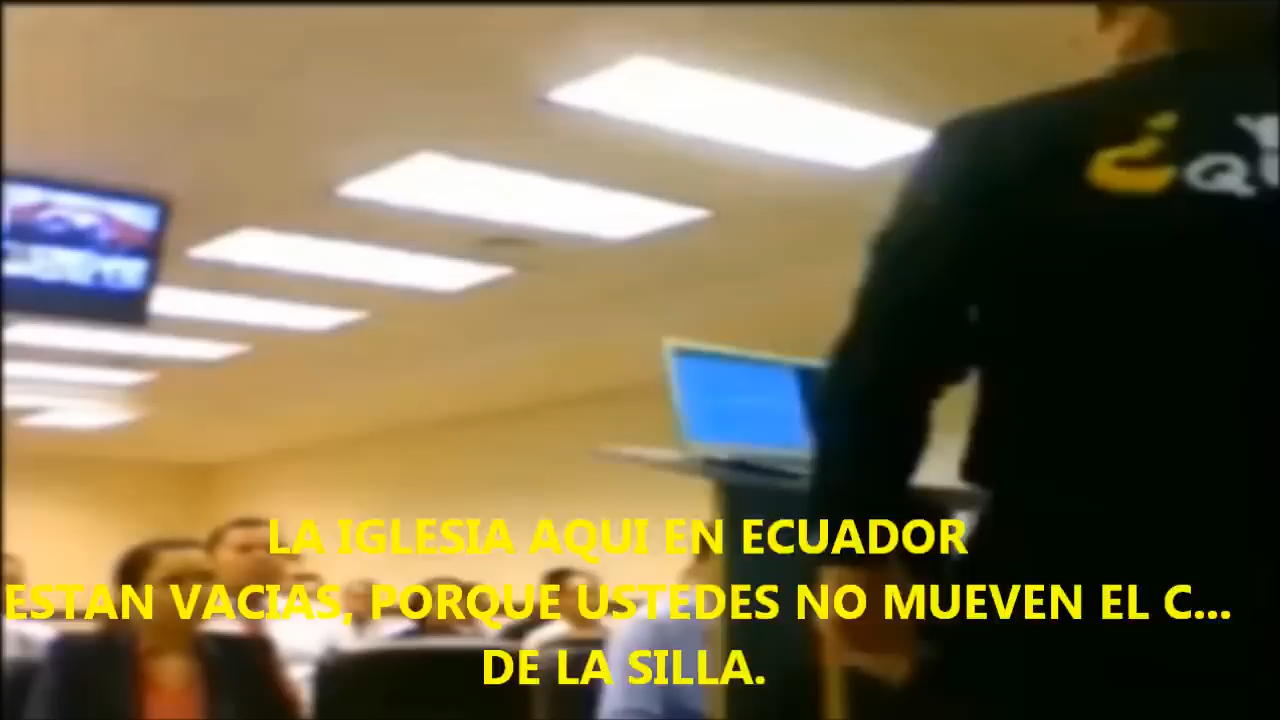 ¿
LA IGLESIA AQUI EN ECUADOR
ESTAN VACIAS, PORQUE USTEDES NO MUEVEN EL C...
DE LA SILLA.